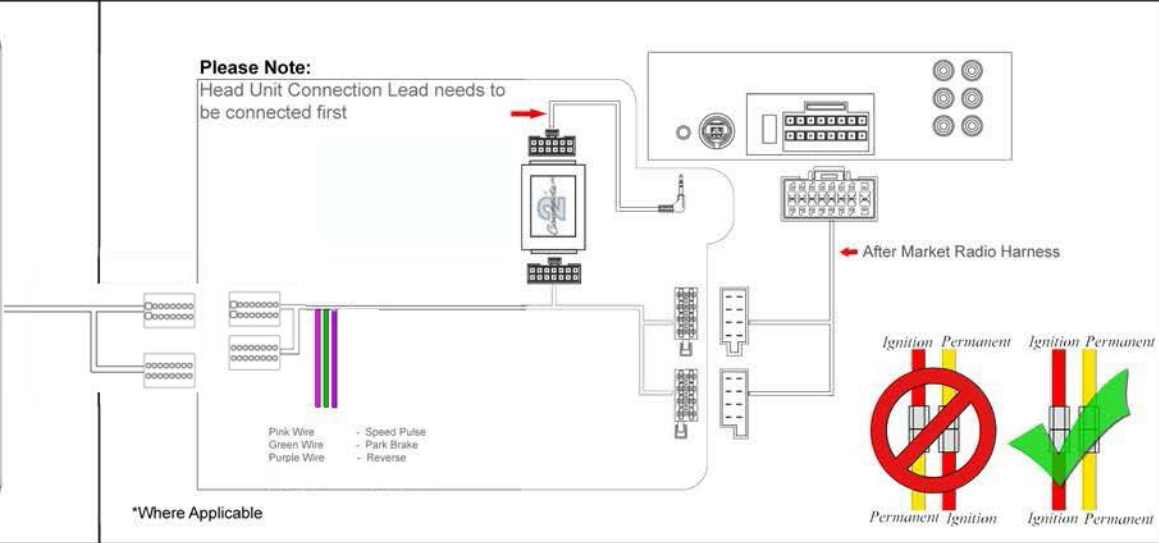 Please Note:
Head Unit Connection Lead needs to
be connected first
After Market Radio Harness
Ignition Permanent
Ignition Permanent
Pink Wire - Speed Pulse
Green Wire - Park Brake
Purple Wire - Reverse
*Where Applicable
Permanent Ignition
Ignition Permanent